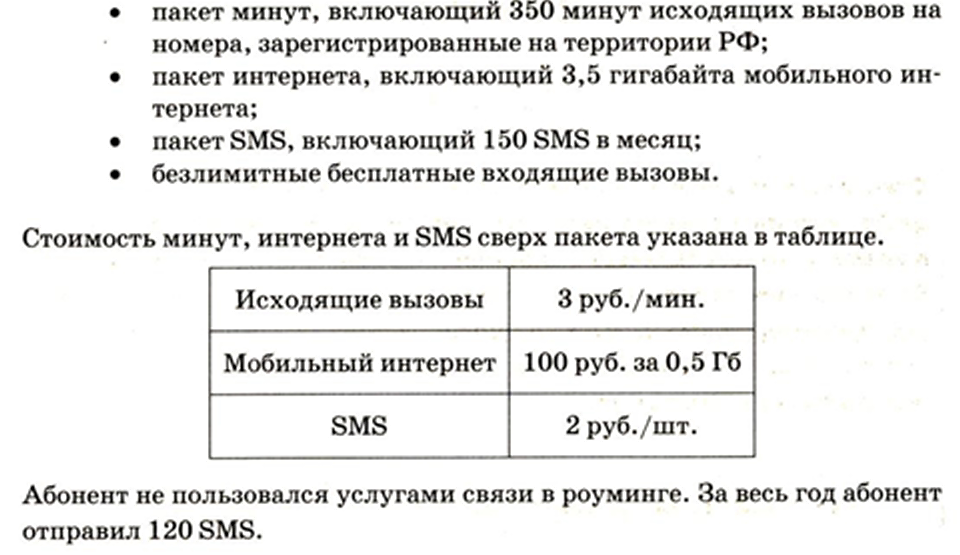 • пакет минут, включающий 350 минут исходящих вызовов на
номера, зарегистрированные на территории РФ;
• пакет интернета, включающий 3,5 гигабайта мобильного ин-
тернета;
• пакет SMS, включающий 150 SMS в месяц;
• безлимитные бесплатные входящие вызовы.
Стоимость минут, интернета и SMS сверх пакета указана в таблице.
Исходящие вызовы 3 руб./мин.
Мобильный интернет 100 руб. за 0,5 Гб
SMS 2 руб./шт.
Абонент не пользовался услугами связи в роуминге. За весь год абонент
отправил 120 SMS.